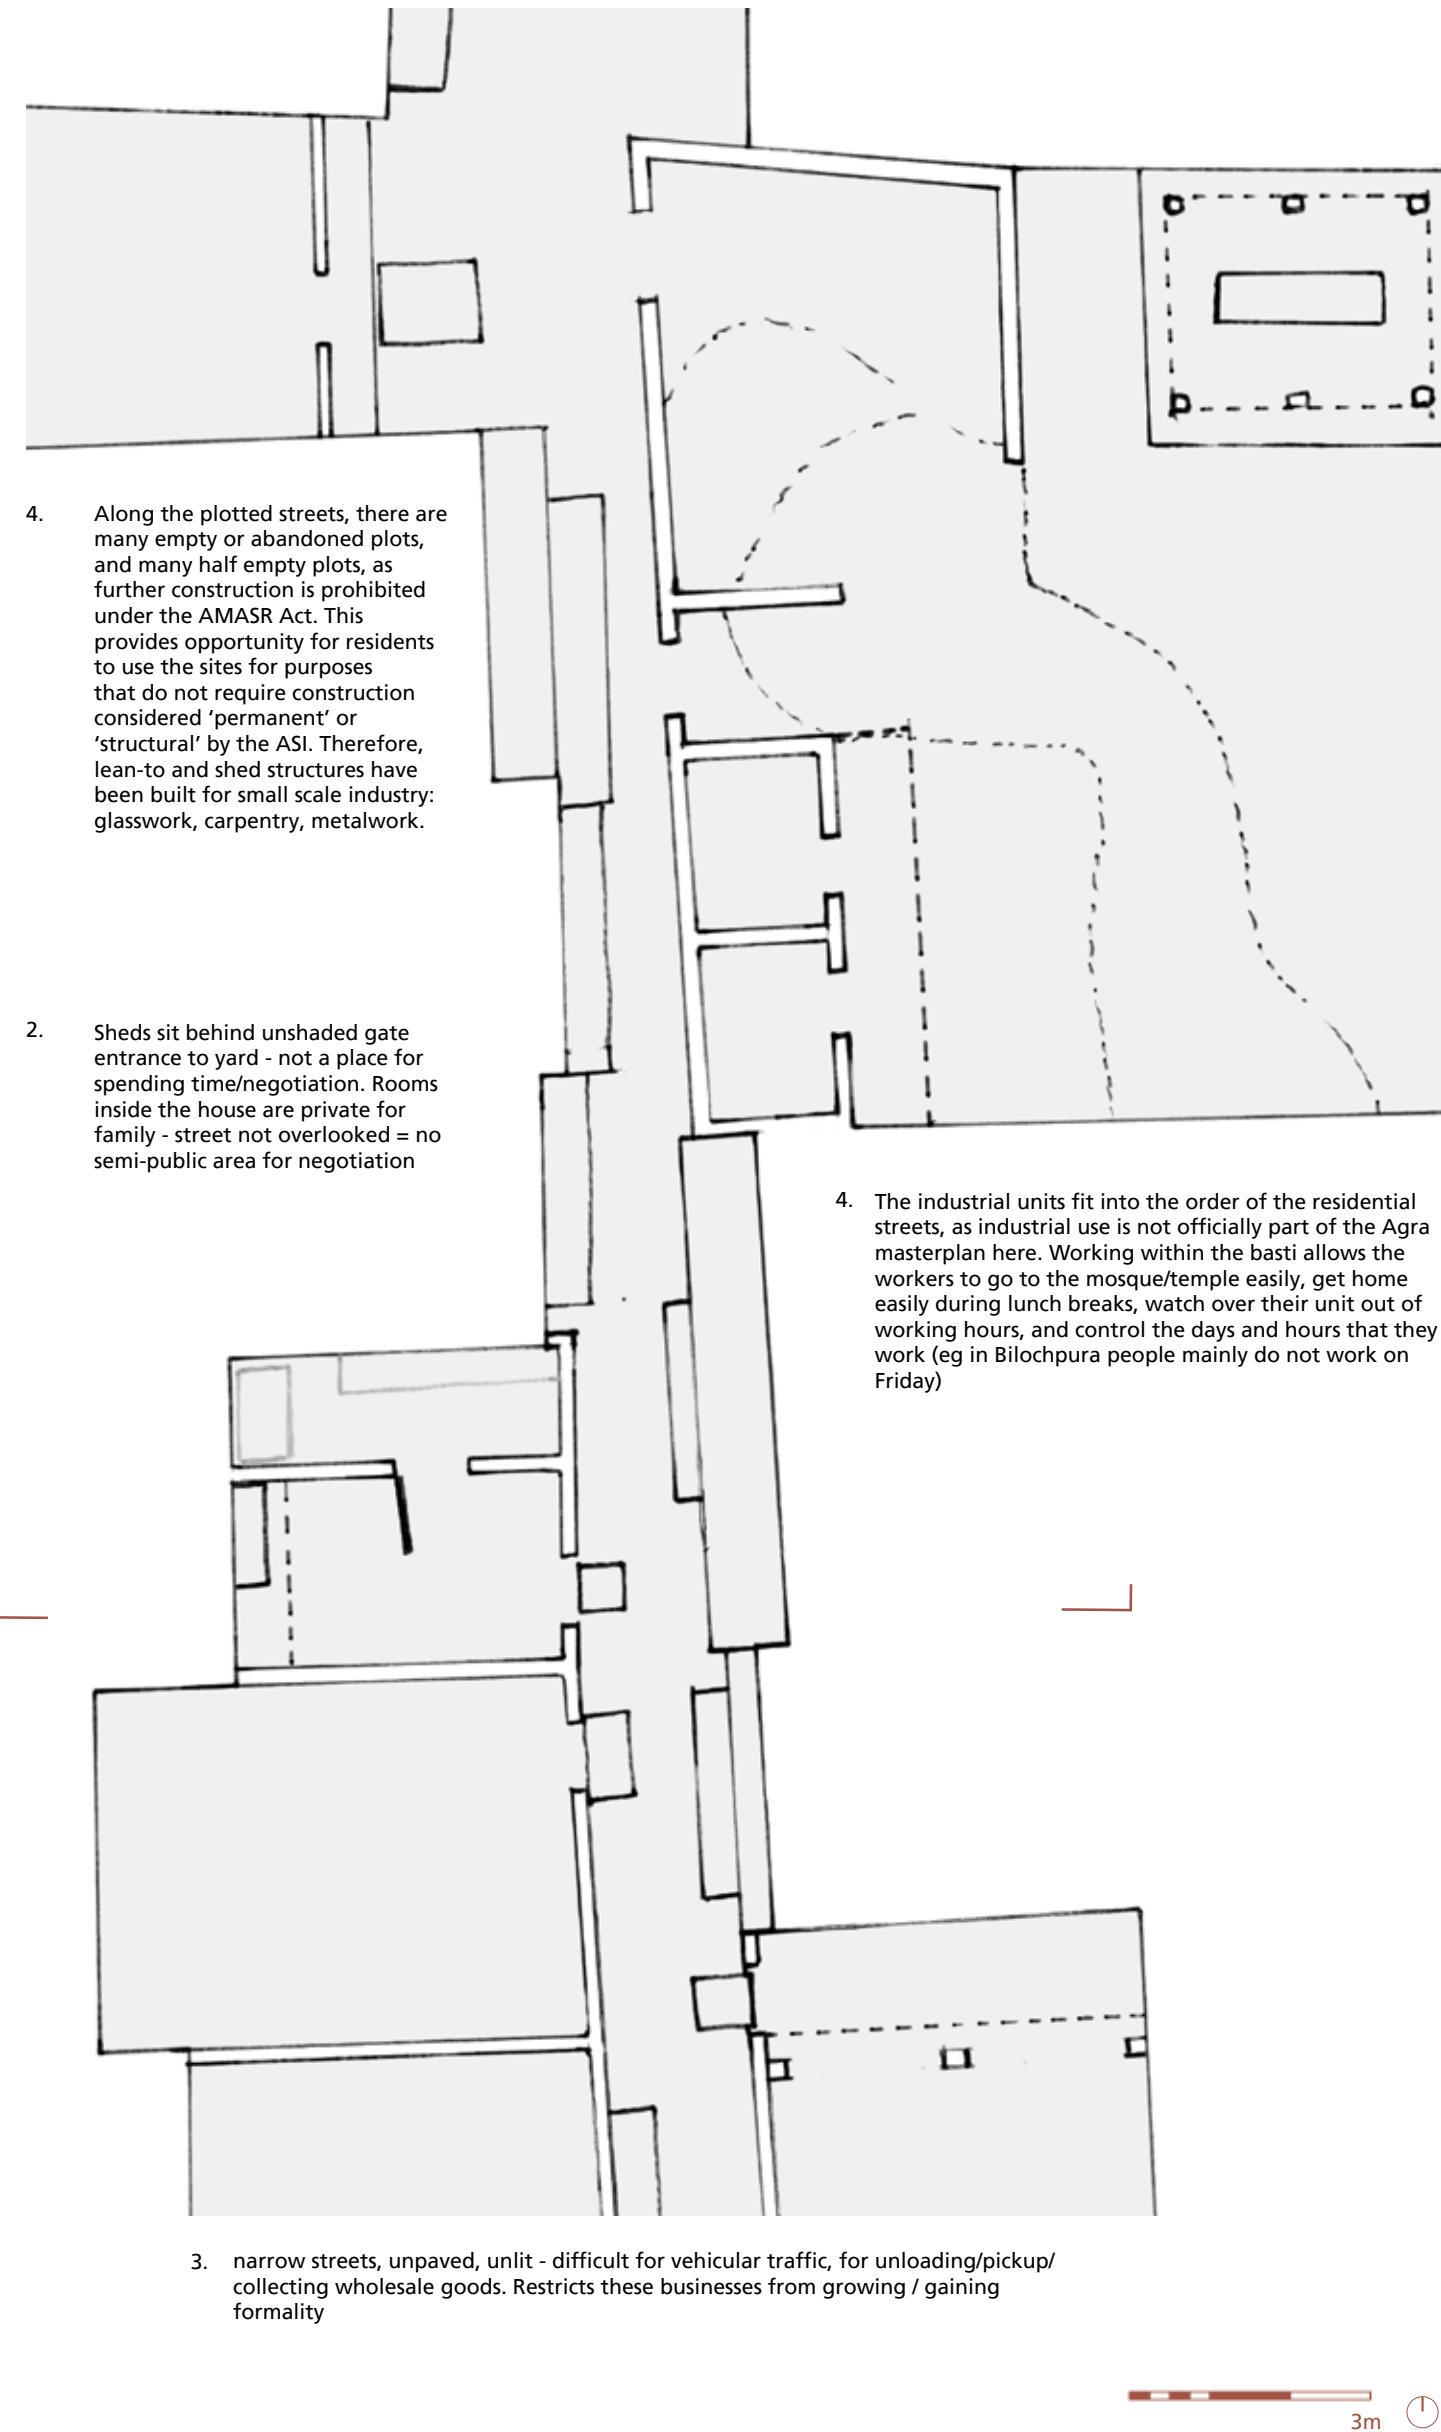 4. Along the plotted streets, there are
many empty or abandoned plots,
and many half empty plots, as
further construction is prohibited
under the AMASR Act. This
provides opportunity for residents
to use the sites for purposes
that do not require construction
considered ‘permanent’ or
‘structural’ by the ASI. Therefore,
lean-to and shed structures have
been built for small scale industry:
glasswork, carpentry, metalwork.
2. Sheds sit behind unshaded gate
entrance to yard - not a place for
spending time/negotiation. Rooms
inside the house are private for
family - street not overlooked = no
semi-public area for negotiation
4. The industrial units fit into the order of the residential
streets, as industrial use is not officially part of the Agra
masterplan here. Working within the basti allows the
workers to go to the mosque/temple easily, get home
easily during lunch breaks, watch over their unit out of
working hours, and control the days and hours that they
work (eg in Bilochpura people mainly do not work on
Friday)
3. narrow streets, unpaved, unlit - difficult for vehicular traffic, for unloading/pickup/
collecting wholesale goods. Restricts these businesses from growing / gaining
formality
3m